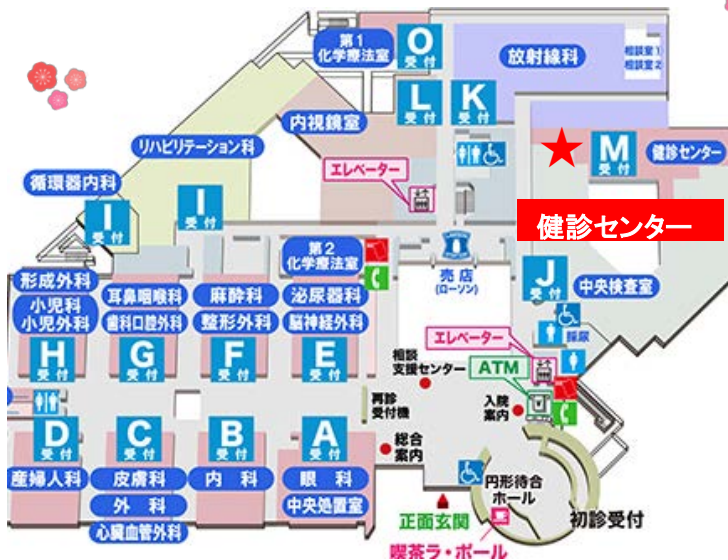 第1
化学療法室
O
受付
放射線科
相談室1
相談室2
L
受付
K
受付
内視鏡室
リハビリテーション科
エレベーター
M
受付
健診センター
循環器内科
I
受付
I
受付
健診センター
第2
化学療法室
売店
(ローソン)
J
受付
中央検査室
採尿
形成外科
小児科
小児外科
耳鼻咽喉科
歯科口腔外科
麻酔科
整形外科
泌尿器科
脳神経外科
H
受付
G
受付
F
受付
E
受付
相談
支援センター
エレベーター
ATM
再診
受付機
入院
案内
D
受付
C
受付
B
受付
A
受付
総合
案内
産婦人科
皮膚科
外科
心臓血管外科
内科
眼科
中央処置室
円形待合
ホール
正面玄関
初診受付
喫茶ラ・ポール